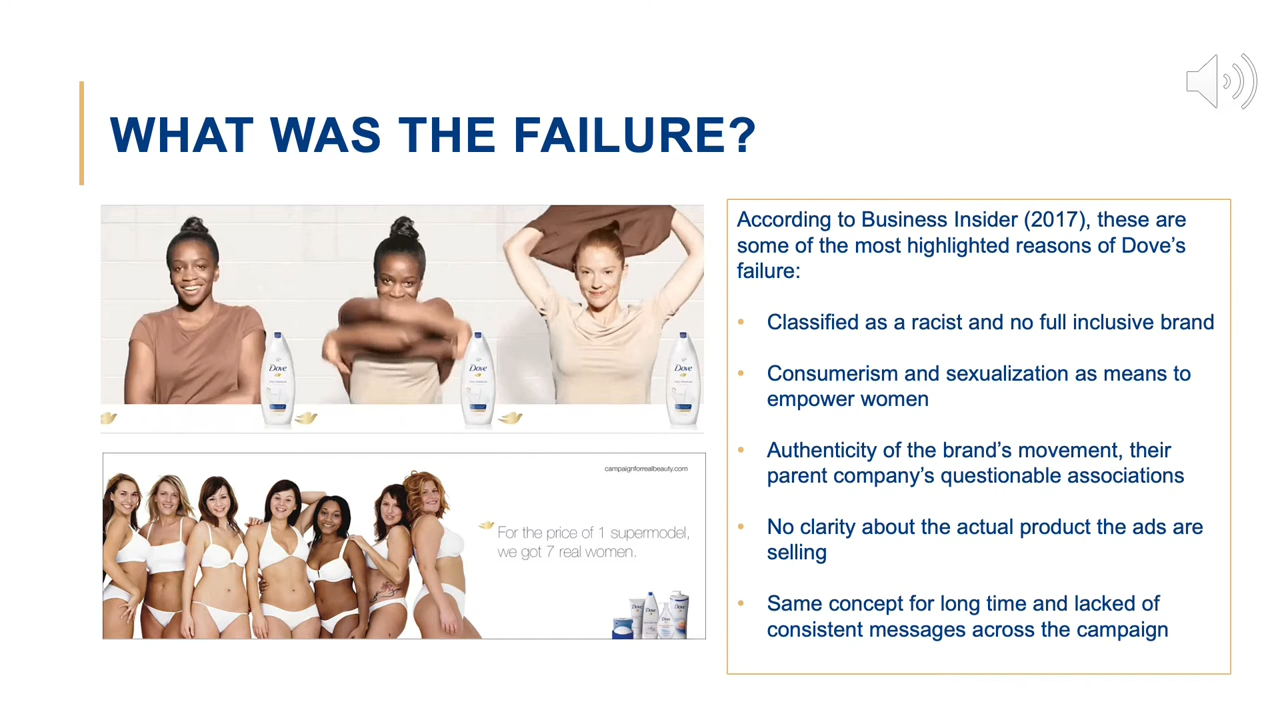 WHAT WAS THE FAILURE?
Dove
Dove
Dove
campaignforrealbeauty.com
For the price of 1 supermodel,
we got 7 real women.
According to Business Insider (2017), these are
some of the most highlighted reasons of Dove's
failure:
• Classified as a racist and no full inclusive brand
• Consumerism and sexualization as means to
empower women
• Authenticity of the brand's movement, their
parent company's questionable associations
• No clarity about the actual product the ads are
selling
• Same concept for long time and lacked of
consistent messages across the campaign